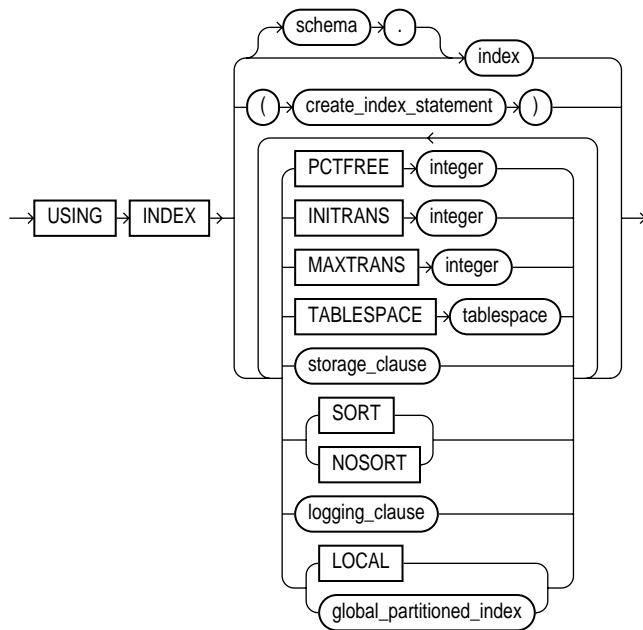 schema .
index
( create_index_statement )
PCTFREE integer
USING INDEX INITRANS integer
MAXTRANS integer
TABLESPACE tablespace
storage_clause
SORT
NOSORT
logging_clause
LOCAL
global_partitioned_index